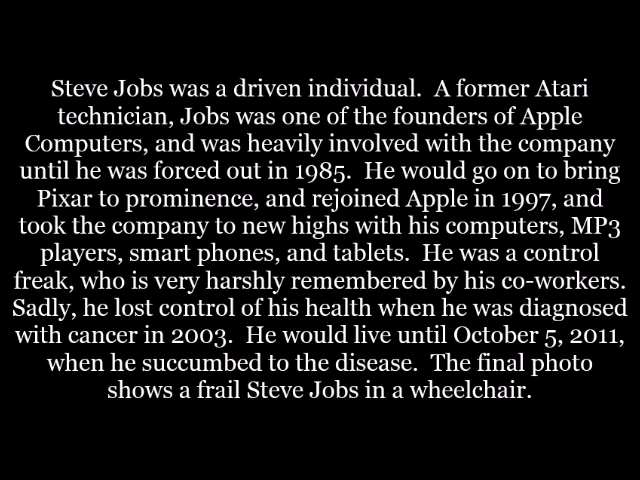 Steve Jobs was a driven individual.  A former Atari
technician, Jobs was one of the founders of Apple
Computers, and was heavily involved with the company
until he was forced out in 1985.  He would go on to bring
Pixar to prominence, and rejoined Apple in 1997, and
took the company to new highs with his computers, MP3
players, smart phones, and tablets.  He was a control
freak, who is very harshly remembered by his co-workers.
Sadly, he lost control of his health when he was diagnosed
with cancer in 2003.  He would live until October 5, 2011,
when he succumbed to the disease.  The final photo
shows a frail Steve Jobs in a wheelchair.